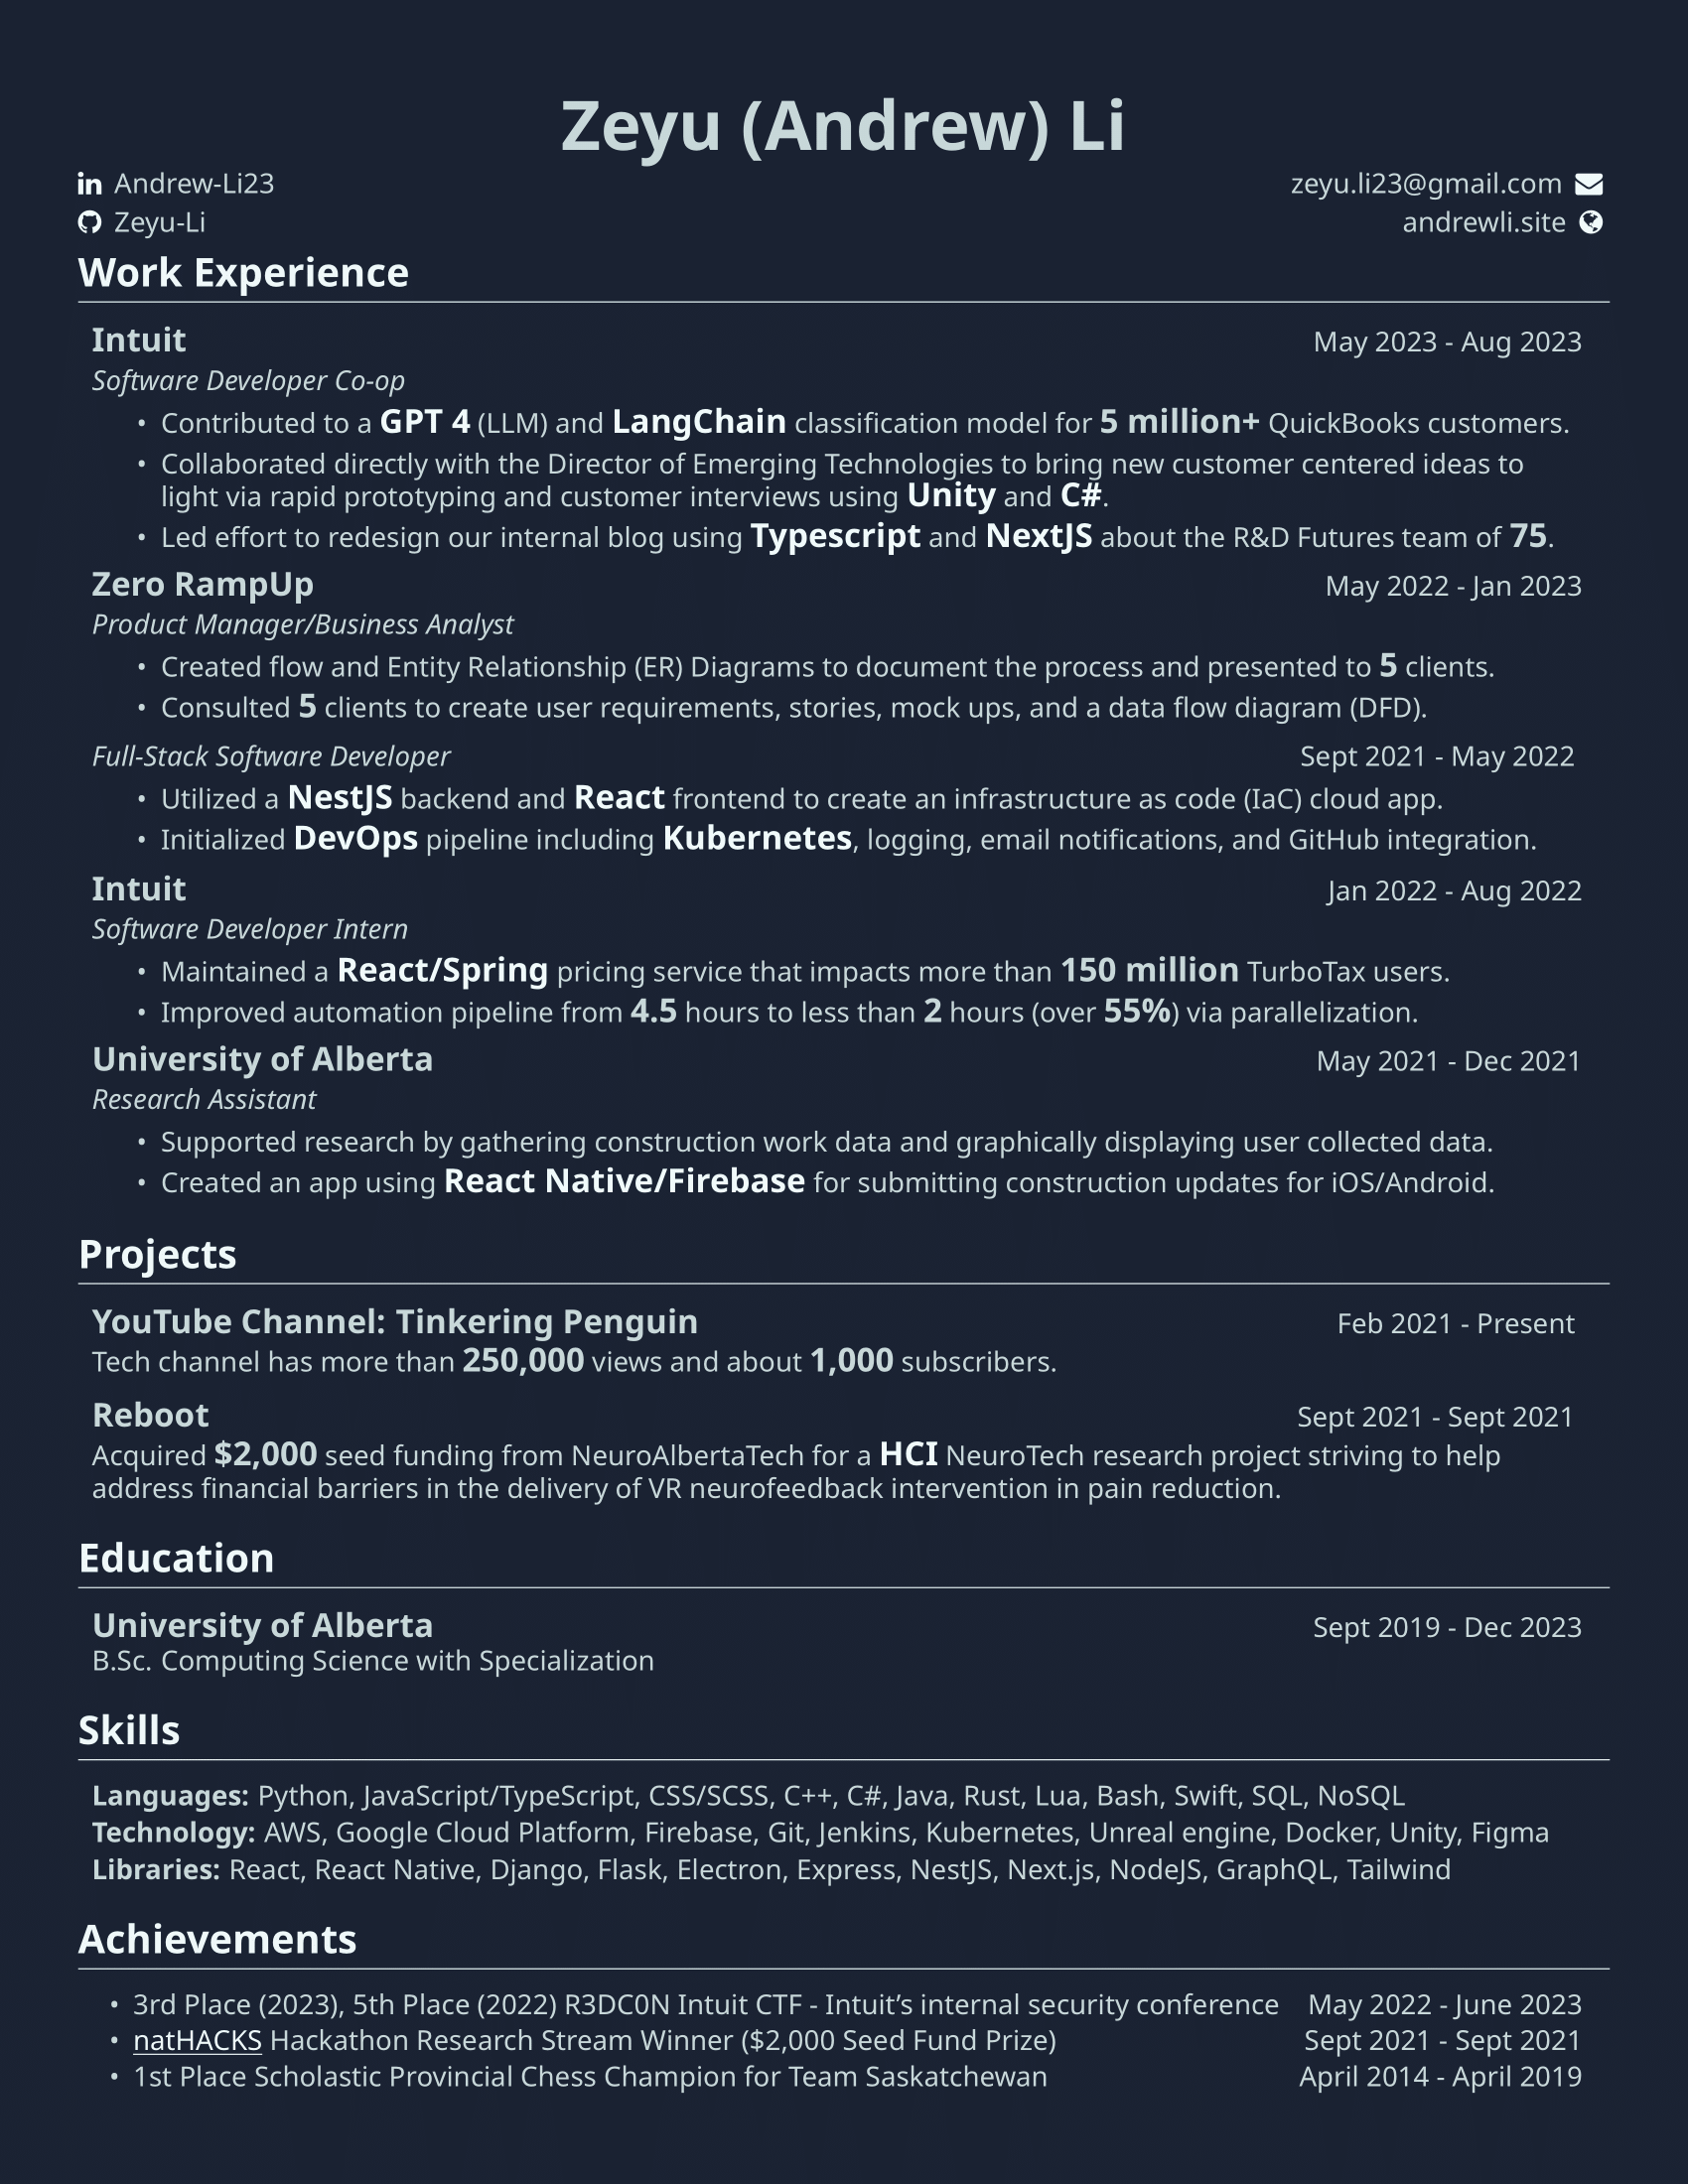 Zeyu (Andrew) Li
Andrew-Li23
zeyu.li23@gmail.com
Zeyu-Li
andrewli.site
Work Experience
Intuit May 2023 - Aug 2023
Software Developer Co-op
• Contributed to a GPT 4 (LLM) and LangChain classification model for 5 million+ QuickBooks customers.
• Collaborated directly with the Director of Emerging Technologies to bring new customer centered ideas to
light via rapid prototyping and customer interviews using Unity and C#.
• Led effort to redesign our internal blog using Typescript and NextJS about the R&D Futures team of 75.
Zero RampUp May 2022 - Jan 2023
Product Manager/Business Analyst
• Created flow and Entity Relationship (ER) Diagrams to document the process and presented to 5 clients.
• Consulted 5 clients to create user requirements, stories, mock ups, and a data flow diagram (DFD).
Full-Stack Software Developer Sept 2021 - May 2022
• Utilized a NestJS backend and React frontend to create an infrastructure as code (IaC) cloud app.
• Initialized DevOps pipeline including Kubernetes, logging, email notifications, and GitHub integration.
Intuit Jan 2022 - Aug 2022
Software Developer Intern
• Maintained a React/Spring pricing service that impacts more than 150 million TurboTax users.
• Improved automation pipeline from 4.5 hours to less than 2 hours (over 55%) via parallelization.
University of Alberta May 2021 - Dec 2021
Research Assistant
• Supported research by gathering construction work data and graphically displaying user collected data.
• Created an app using React Native/Firebase for submitting construction updates for iOS/Android.
Projects
YouTube Channel: Tinkering Penguin Feb 2021 - Present
Tech channel has more than 250,000 views and about 1,000 subscribers.
Reboot Sept 2021 - Sept 2021
Acquired $2,000 seed funding from NeuroAlbertaTech for a HCI NeuroTech research project striving to help
address financial barriers in the delivery of VR neurofeedback intervention in pain reduction.
Education
University of Alberta Sept 2019 - Dec 2023
B.Sc. Computing Science with Specialization
Skills
Languages: Python, JavaScript/TypeScript, CSS/SCSS, C++, C#, Java, Rust, Lua, Bash, Swift, SQL, NoSQL
Technology: AWS, Google Cloud Platform, Firebase, Git, Jenkins, Kubernetes, Unreal engine, Docker, Unity, Figma
Libraries: React, React Native, Django, Flask, Electron, Express, NestJS, Next.js, NodeJS, GraphQL, Tailwind
Achievements
• 3rd Place (2023), 5th Place (2022) R3DC0N Intuit CTF - Intuit’s internal security conference May 2022 - June 2023
• natHACKS Hackathon Research Stream Winner ($2,000 Seed Fund Prize) Sept 2021 - Sept 2021
• 1st Place Scholastic Provincial Chess Champion for Team Saskatchewan April 2014 - April 2019